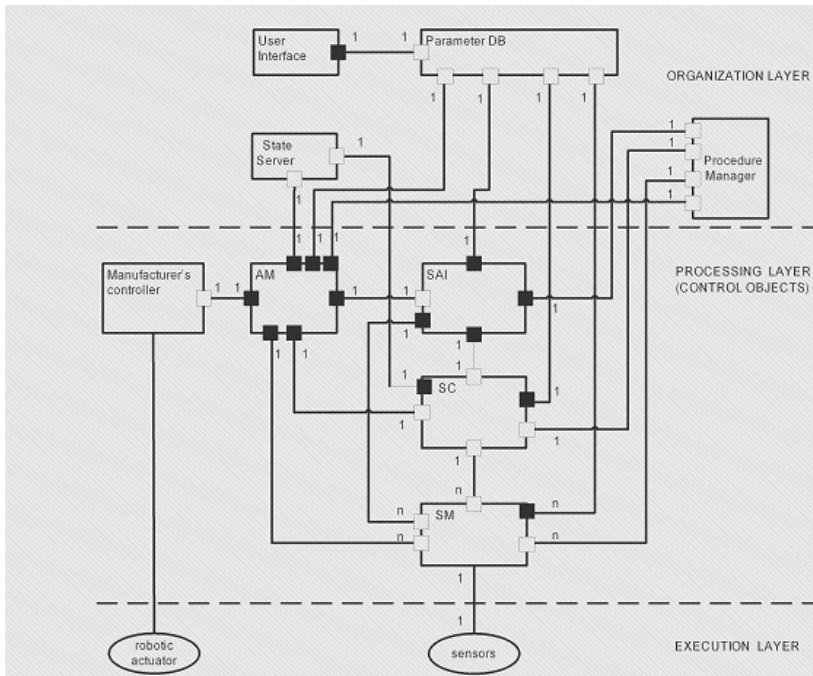 1
1
User
Interface
Parameter DB
ORGANIZATION LAYER
1
1
1
1
1
State
Server
1
1
1
1
1
Procedure
Manager
1
1
1
1
PROCESSING LAYER
(CONTROL OBJECTS)
Manufacturer's
controller
AM
SAI
1
1
1
1
1
1
1
1
1
1
1
1
SC
1
1
1
1
n
n
n
SM
n
n
1
1
robotic
actuator
sensors
EXECUTION LAYER